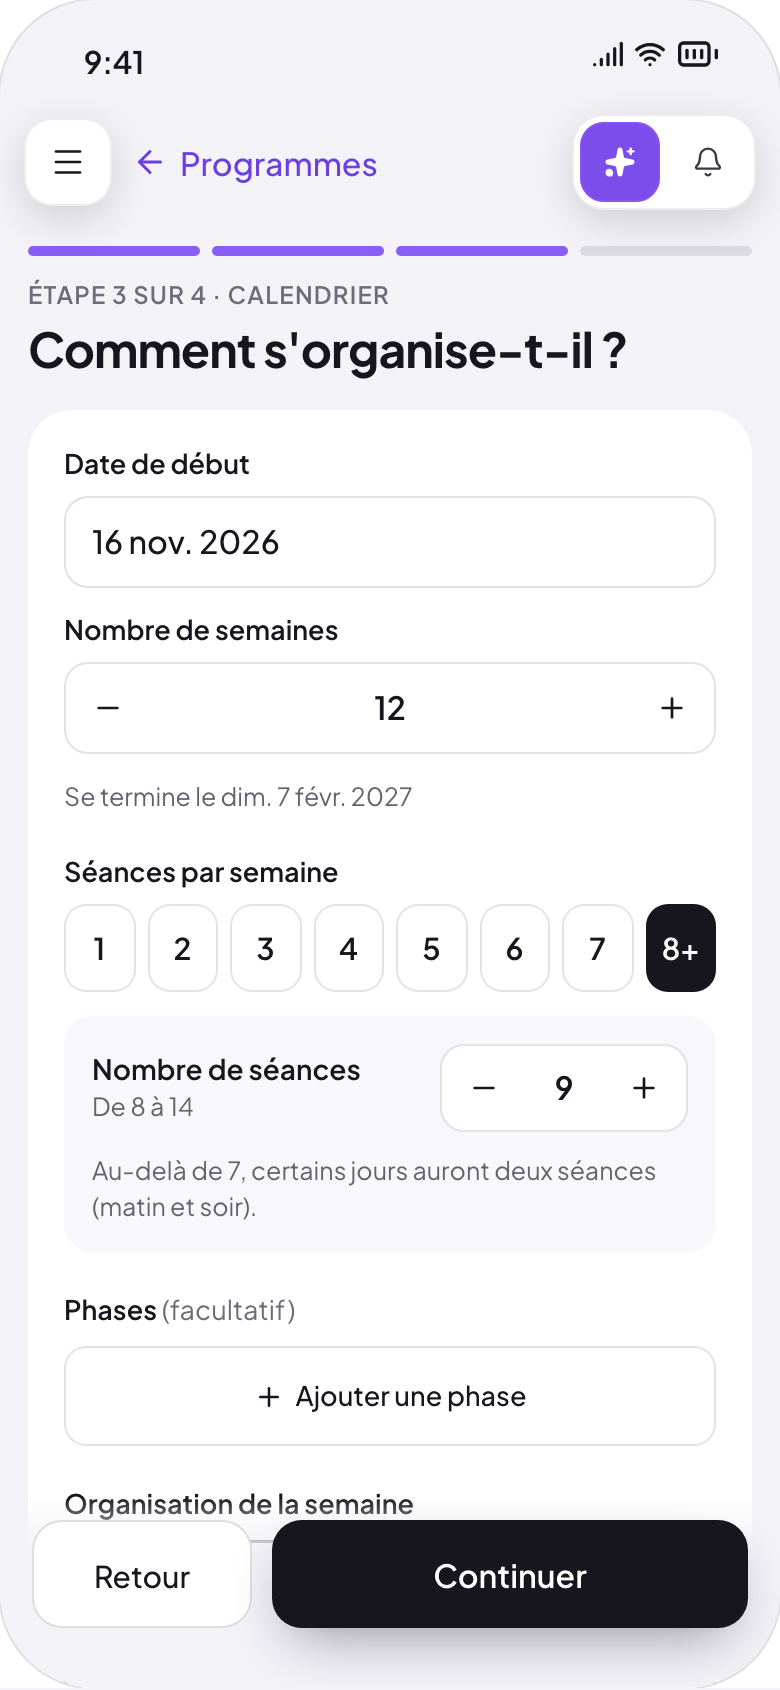 9:41
Programmes
ÉTAPE 3 SUR 4 · CALENDRIER
Comment s'organise-t-il ?
Date de début
16 nov. 2026
Nombre de semaines
− 12 +
Se termine le dim. 7 févr. 2027
Séances par semaine
1 2 3 4 5 6 7 8+
Nombre de séances
De 8 à 14
− 9 +
Au-delà de 7, certains jours auront deux séances
(matin et soir).
Phases (facultatif)
+ Ajouter une phase
Organisation de la semaine
Retour
Continuer